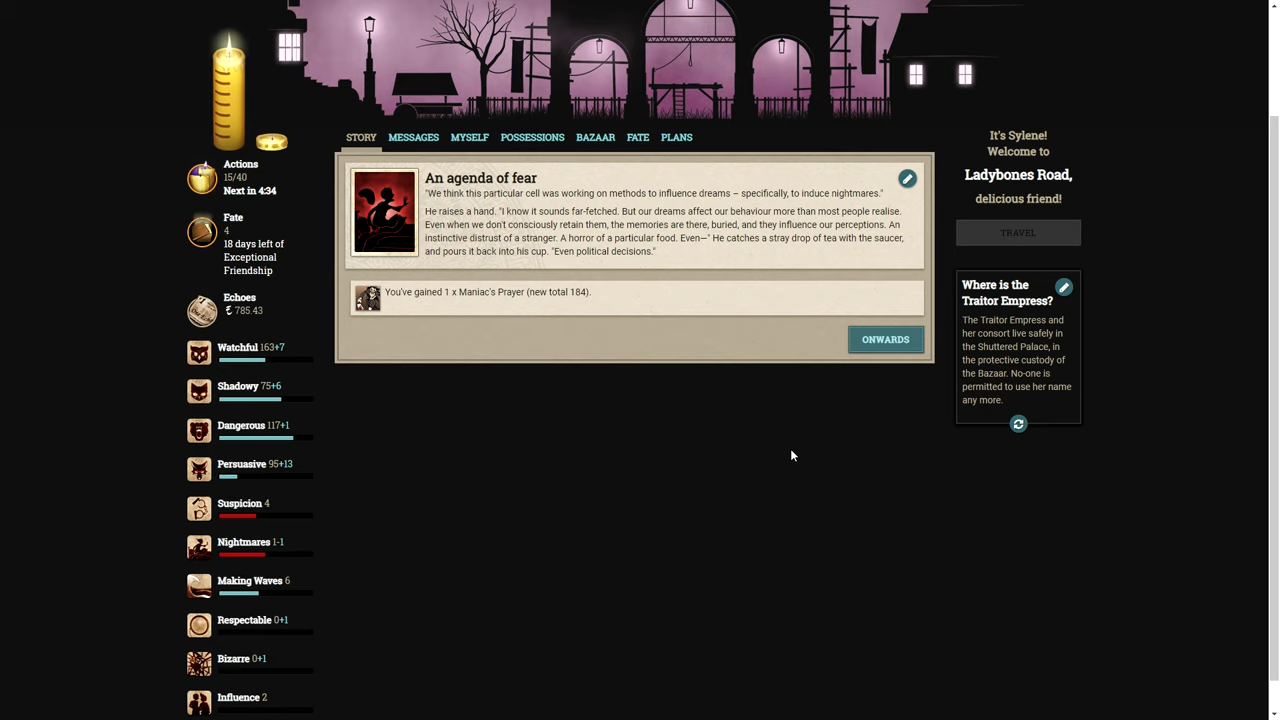 STORY MESSAGES MYSELF POSSESSIONS BAZAAR FATE PLANS
Actions
15/40
Next in 4:34
Fate
4
18 days left of
Exceptional
Friendship
Echoes
785.43
Watchful 163+7
Shadowy 75+6
Dangerous 117+1
Persuasive 95+13
Suspicion 4
Nightmares 1-1
Making Waves 6
Respectable 0+1
Bizarre 0+1
Influence 2
An agenda of fear
"We think this particular cell was working on methods to influence dreams – specifically, to induce nightmares."
He raises a hand. "I know it sounds far-fetched. But our dreams affect our behaviour more than most people realise.
Even when we don't consciously retain them, the memories are there, buried, and they influence our perceptions. An
instinctive distrust of a stranger. A horror of a particular food. Even—" He catches a stray drop of tea with the saucer,
and pours it back into his cup. "Even political decisions."
You've gained 1 x Maniac's Prayer (new total 184).
ONWARDS
It's Sylene!
Welcome to
Ladybones Road,
delicious friend!
TRAVEL
Where is the
Traitor Empress?
The Traitor Empress and
her consort live safely in
the Shuttered Palace, in
the protective custody of
the Bazaar. No-one is
permitted to use her name
any more.